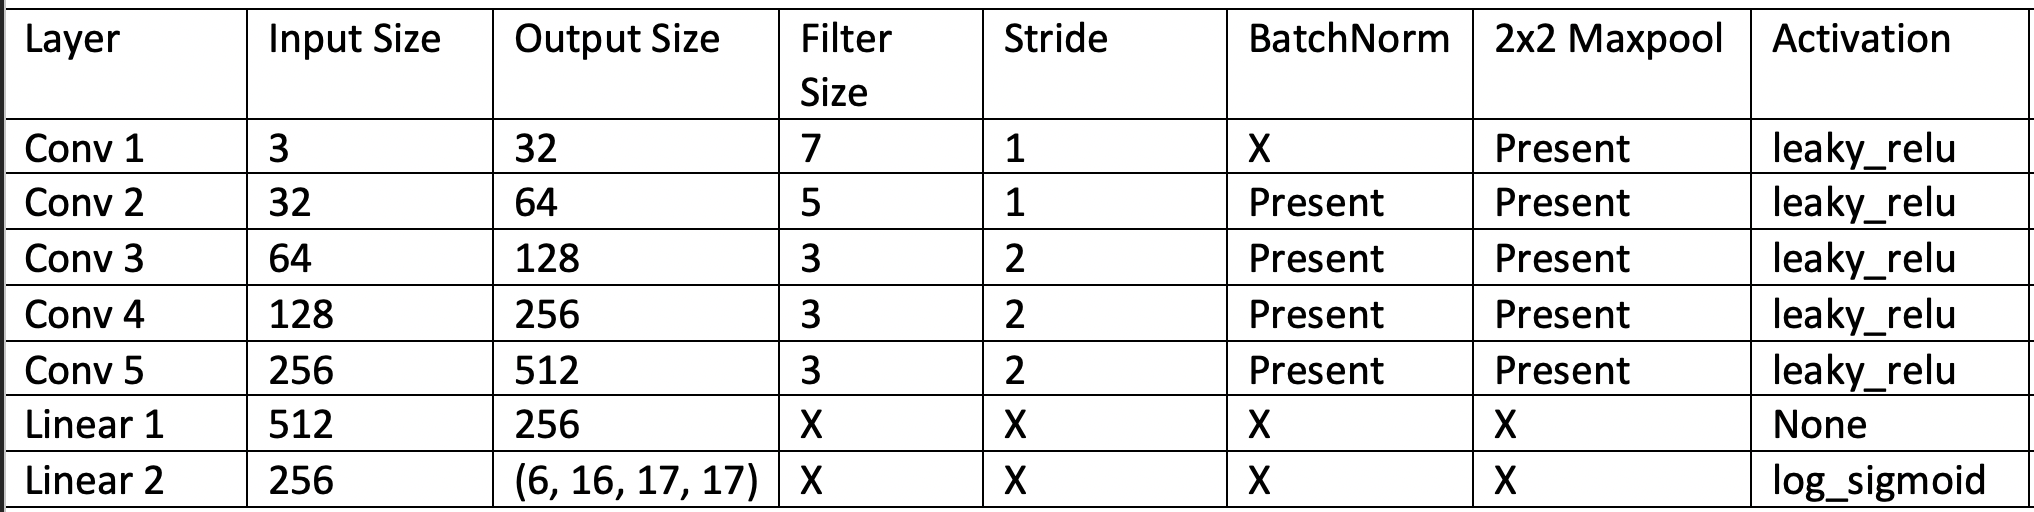 Layer Input Size Output Size Filter Size Stride BatchNorm 2x2 Maxpool Activation
Conv 1 3 32 7 1 X Present leaky_relu
Conv 2 32 64 5 1 Present Present leaky_relu
Conv 3 64 128 3 2 Present Present leaky_relu
Conv 4 128 256 3 2 Present Present leaky_relu
Conv 5 256 512 3 2 Present Present leaky_relu
Linear 1 512 256 X X X X None
Linear 2 256 (6, 16, 17, 17) X X X X log_sigmoid